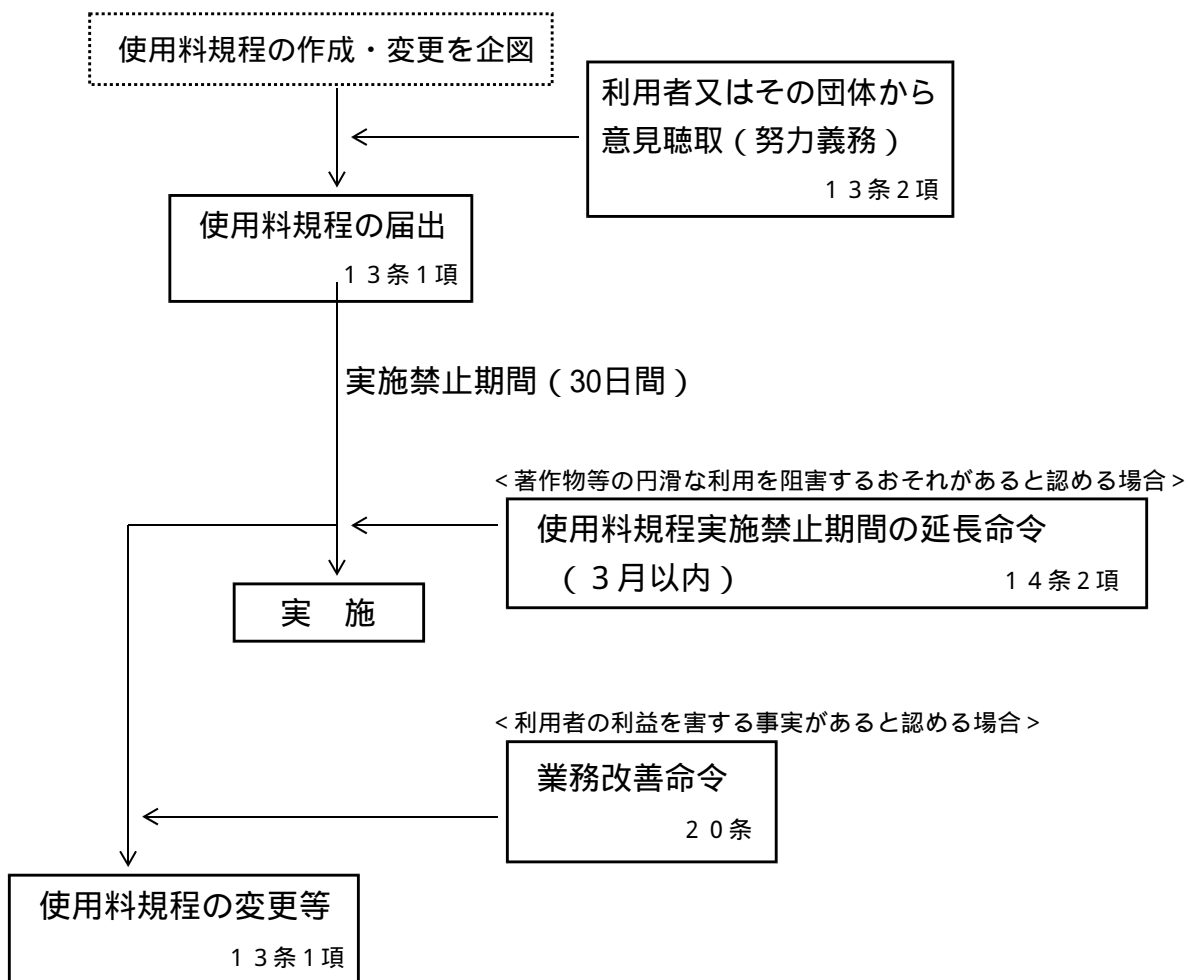 使用料規程の作成・変更を企図
利用者又はその団体から
意見聴取(努力義務)
13条2項
使用料規程の届出
13条1項
実施禁止期間(30日間)
<著作物等の円滑な利用を阻害するおそれがあると認める場合>
使用料規程実施禁止期間の延長命令
(3月以内) 14条2項
実 施
<利用者の利益を害する事実があると認める場合>
業務改善命令
20条
使用料規程の変更等
13条1項